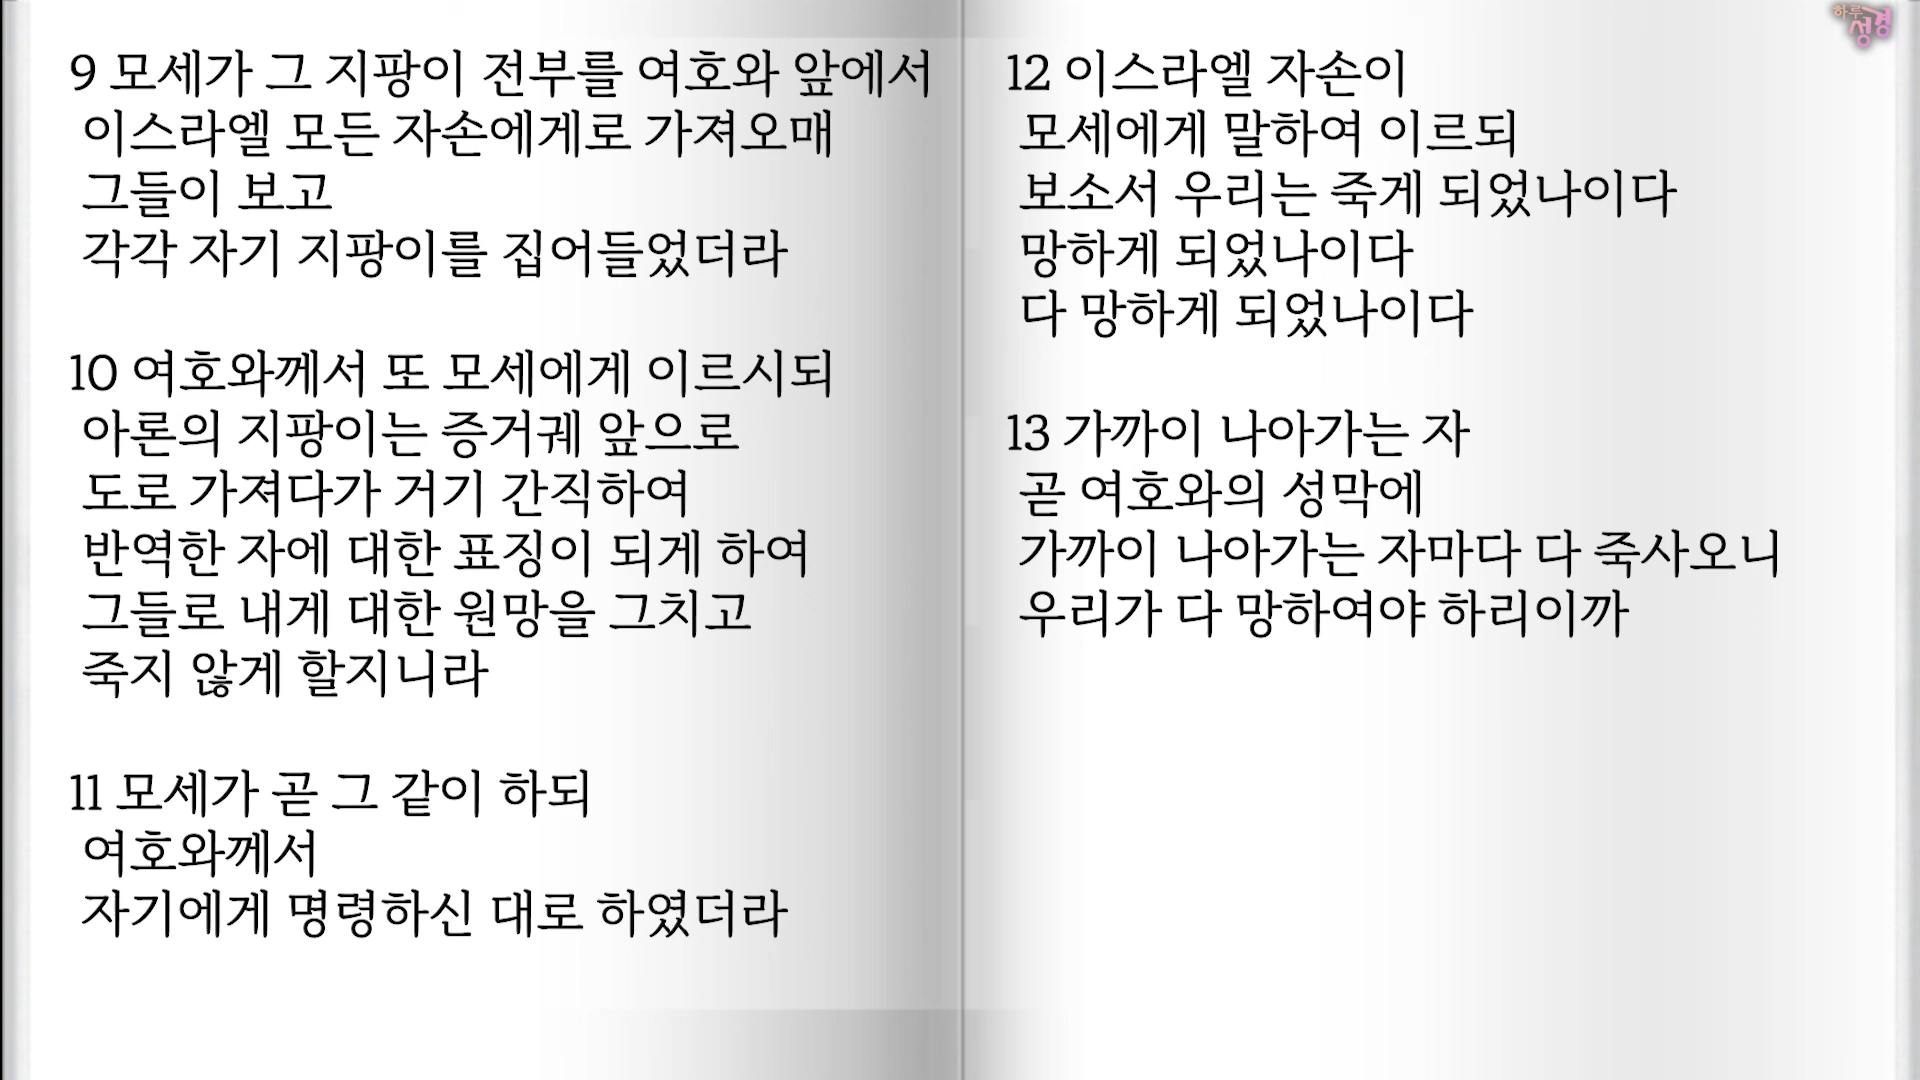 9 모세가 그 지팡이 전부를 여호와 앞에서
이스라엘 모든 자손에게로 가져오매
그들이 보고
각각 자기 지팡이를 집어들었더라
10 여호와께서 또 모세에게 이르시되
아론의 지팡이는 증거궤 앞으로
도로 가져다가 거기 간직하여
반역한 자에 대한 표징이 되게 하여
그들로 내게 대한 원망을 그치고
죽지 않게 할지니라
11 모세가 곧 그 같이 하되
여호와께서
자기에게 명령하신 대로 하였더라
12 이스라엘 자손이
모세에게 말하여 이르되
보소서 우리는 죽게 되었나이다
망하게 되었나이다
다 망하게 되었나이다
13 가까이 나아가는 자
곧 여호와의 성막에
가까이 나아가는 자마다 다 죽사오니
우리가 다 망하여야 하리이까
하루
성경